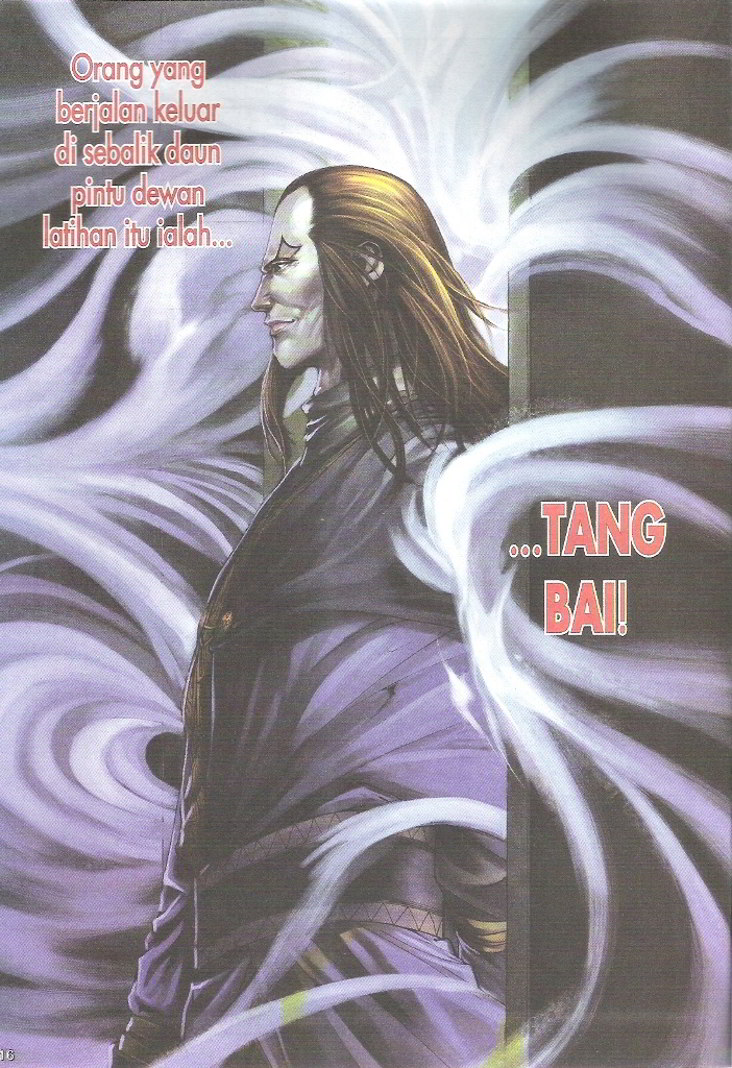 Orang yang
berjalan keluar
di sebalik daun
pintu dewan
latihan itu ialah...
...TANG
BAI!
16